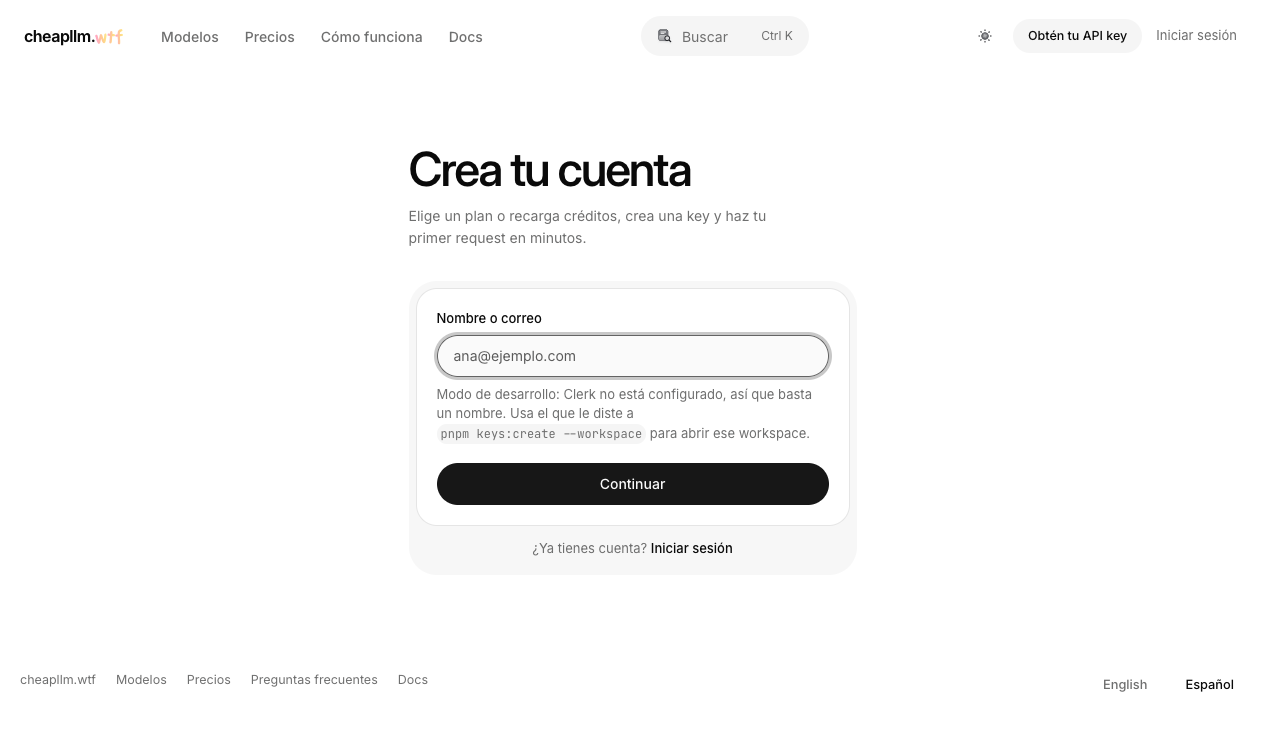 cheapllm.wtf
Modelos
Precios
Cómo funciona
Docs
Buscar
Ctrl K
Obtén tu API key
Iniciar sesión
Crea tu cuenta
Elige un plan o recarga créditos, crea una key y haz tu
primer request en minutos.
Nombre o correo
ana@ejemplo.com
Modo de desarrollo: Clerk no está configurado, así que basta
un nombre. Usa el que le diste a
pnpm keys:create --workspace para abrir ese workspace.
Continuar
¿Ya tienes cuenta? Iniciar sesión
cheapllm.wtf
Modelos
Precios
Preguntas frecuentes
Docs
English
Español